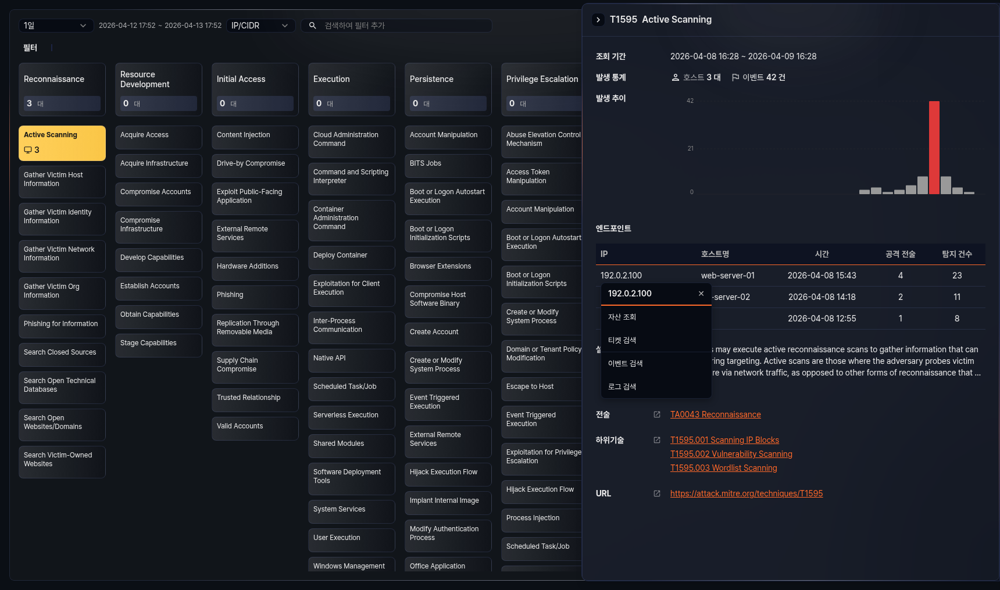 1일
2026-04-12 17:52 ~ 2026-04-13 17:52
IP/CIDR
검색하여 필터 추가
필터
Reconnaissance
3 대
Active Scanning
3
Gather Victim Host
Information
Gather Victim Identity
Information
Gather Victim Network
Information
Gather Victim Org
Information
Phishing for Information
Search Closed Sources
Search Open Technical
Databases
Search Open
Websites/Domains
Search Victim-Owned
Websites
Resource
Development
0 대
Acquire Access
Acquire Infrastructure
Compromise Accounts
Compromise
Infrastructure
Develop Capabilities
Establish Accounts
Obtain Capabilities
Stage Capabilities
Initial Access
0 대
Content Injection
Drive-by Compromise
Exploit Public-Facing
Application
External Remote
Services
Hardware Additions
Phishing
Replication Through
Removable Media
Supply Chain
Compromise
Trusted Relationship
Valid Accounts
Execution
0 대
Cloud Administration
Command
Command and Scripting
Interpreter
Container
Administration
Command
Deploy Container
Exploitation for Client
Execution
Inter-Process
Communication
Native API
Scheduled Task/Job
Serverless Execution
Shared Modules
Software Deployment
Tools
System Services
User Execution
Windows Management
Persistence
0 대
Account Manipulation
BITS Jobs
Boot or Logon Autostart
Execution
Boot or Logon
Initialization Scripts
Browser Extensions
Compromise Host
Software Binary
Create Account
Create or Modify
System Process
Event Triggered
Execution
External Remote
Services
Hijack Execution Flow
Implant Internal Image
Modify Authentication
Process
Office Application
Privilege Escalation
0 대
Abuse Elevation Control
Mechanism
Access Token
Manipulation
Account Manipulation
Boot or Logon Autostart
Execution
Boot or Logon
Initialization Scripts
Create or Modify
System Process
Domain or Tenant Policy
Modification
Escape to Host
Event Triggered
Execution
Exploitation for Privilege
Escalation
Hijack Execution Flow
Process Injection
Scheduled Task/Job
T1595 Active Scanning
조회 기간 2026-04-08 16:28 ~ 2026-04-09 16:28
발생 통계 호스트 3 대 이벤트 42 건
발생 추이
42
21
0
엔드포인트
IP 호스트명 시간 공격 전술 탐지 건수
192.0.2.100 web-server-01 2026-04-08 15:43 4 23
-server-02 2026-04-08 14:18 2 11
2026-04-08 12:55 1 8
192.0.2.100
자산 조회
티켓 검색
이벤트 검색
로그 검색
may execute active reconnaissance scans to gather information that can
ring targeting. Active scans are those where the adversary probes victim
re via network traffic, as opposed to other forms of reconnaissance that ...
전술 TA0043 Reconnaissance
하위기술 T1595.001 Scanning IP Blocks
T1595.002 Vulnerability Scanning
T1595.003 Wordlist Scanning
URL https://attack.mitre.org/techniques/T1595